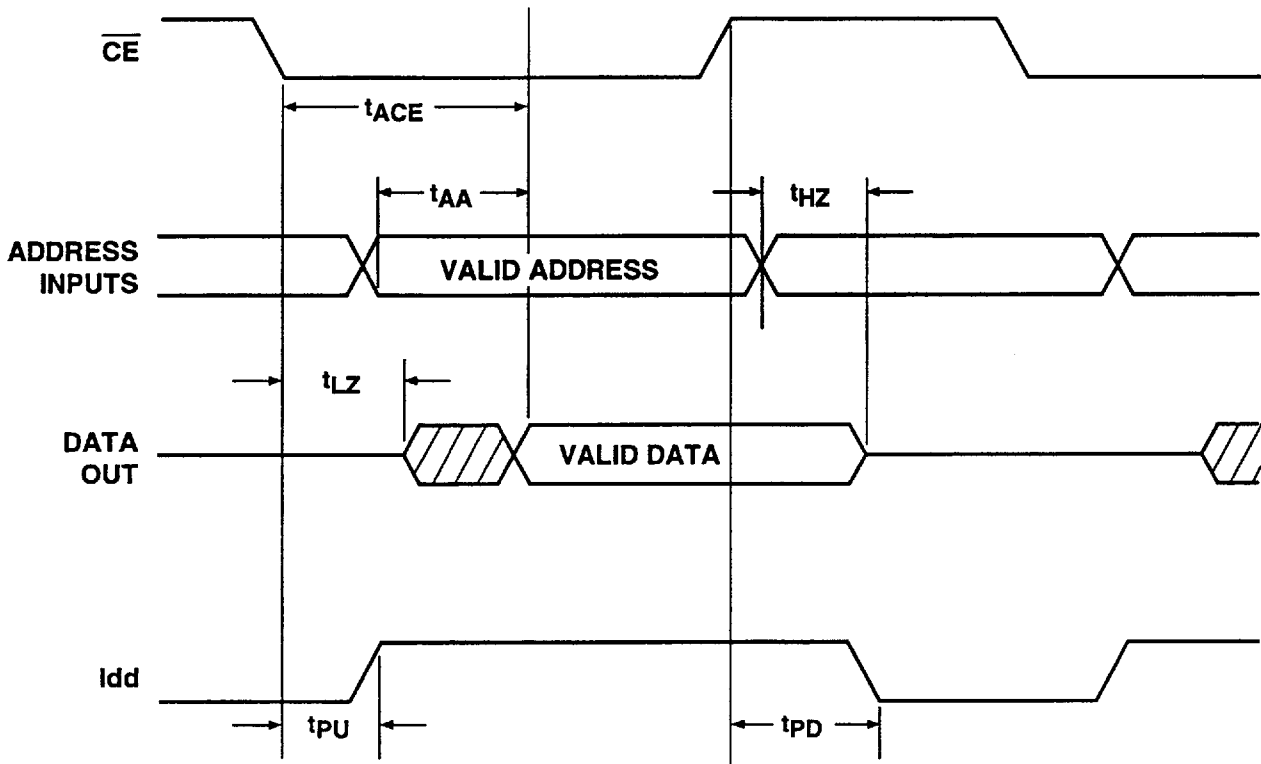 CE
tACE
tAA
tHZ
ADDRESS
INPUTS
VALID ADDRESS
tLZ
DATA
OUT
VALID DATA
Idd
tPU
tPD